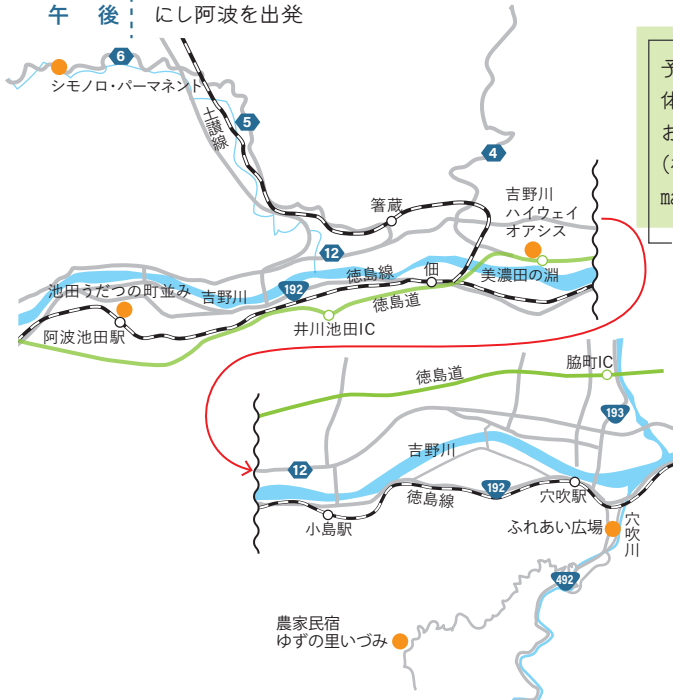 午 後 にし阿波を出発
6
シモノロ・パーマネント
土讃線
5
4
予
体
お
ma
箸蔵
吉野川
ハイウェイ
オアシス
12
池田うだつの町並み
吉野川
192
徳島線
佃
美濃田の淵
徳島道
阿波池田駅
井川池田IC
脇町IC
徳島道
193
吉野川
12
192
徳島線
穴吹駅
小島駅
ふれあい広場
穴吹川
492
農家民宿
ゆずの里いづみ